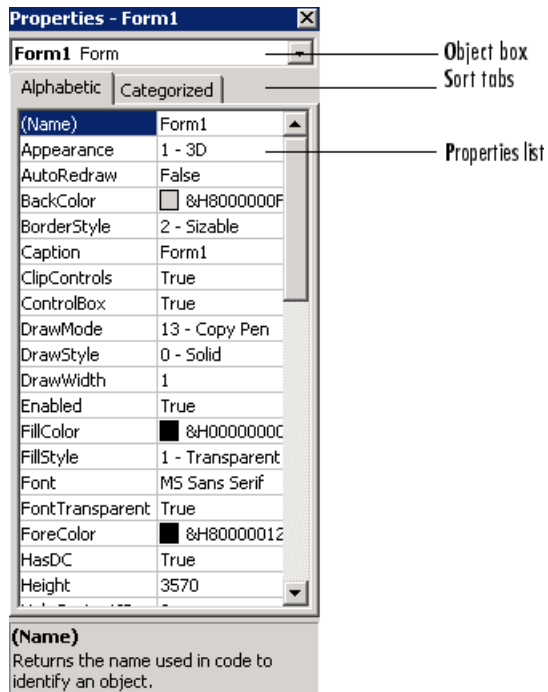 Properties - Form1
Form1 Form
Object box
Sort tabs
Alphabetic Categorized
(Name) Form1
Appearance 1 - 3D
Properties list
AutoRedraw False
BackColor &H8000000F
BorderStyle 2 - Sizable
Caption Form1
ClipControls True
ControlBox True
DrawMode 13 - Copy Pen
DrawStyle 0 - Solid
DrawWidth 1
Enabled True
FillColor &H0000000C
FillStyle 1 - Transparent
Font MS Sans Serif
FontTransparent True
ForeColor &H80000012
HasDC True
Height 3570
(Name)
Returns the name used in code to
identify an object.